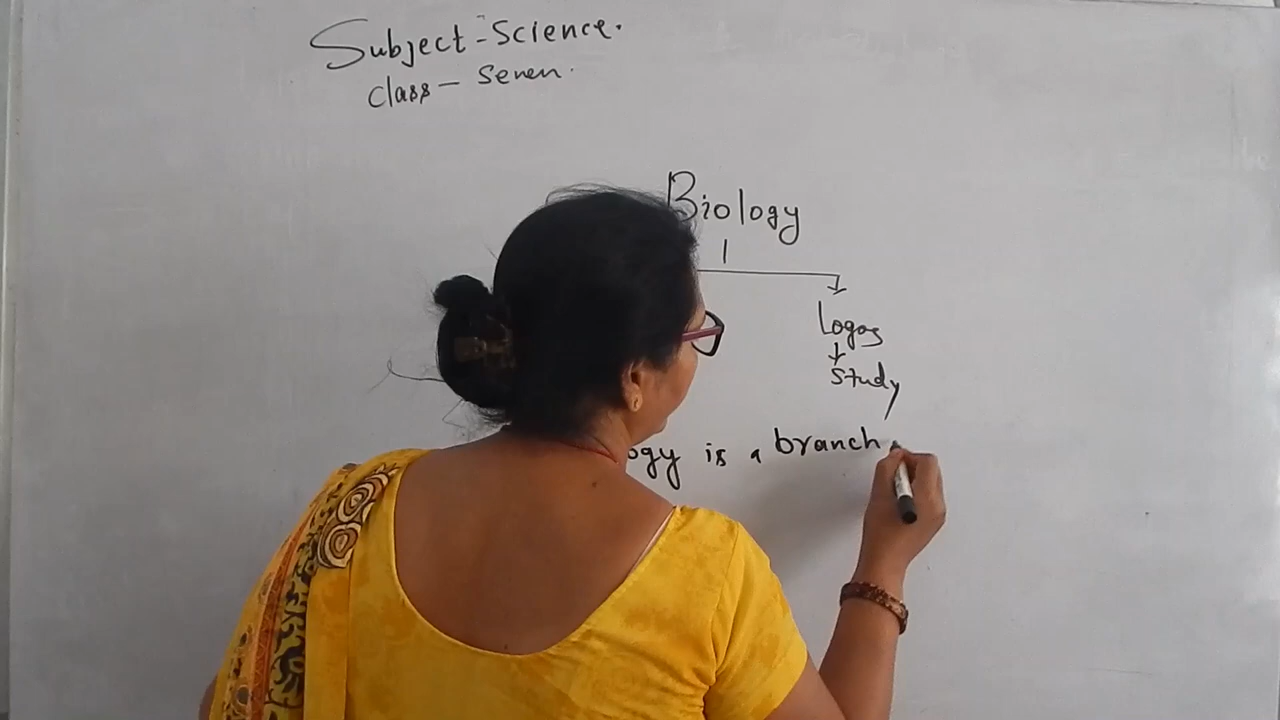 Subject - Science.
class - Seven.
Biology
Logos
study
ogy is a branch